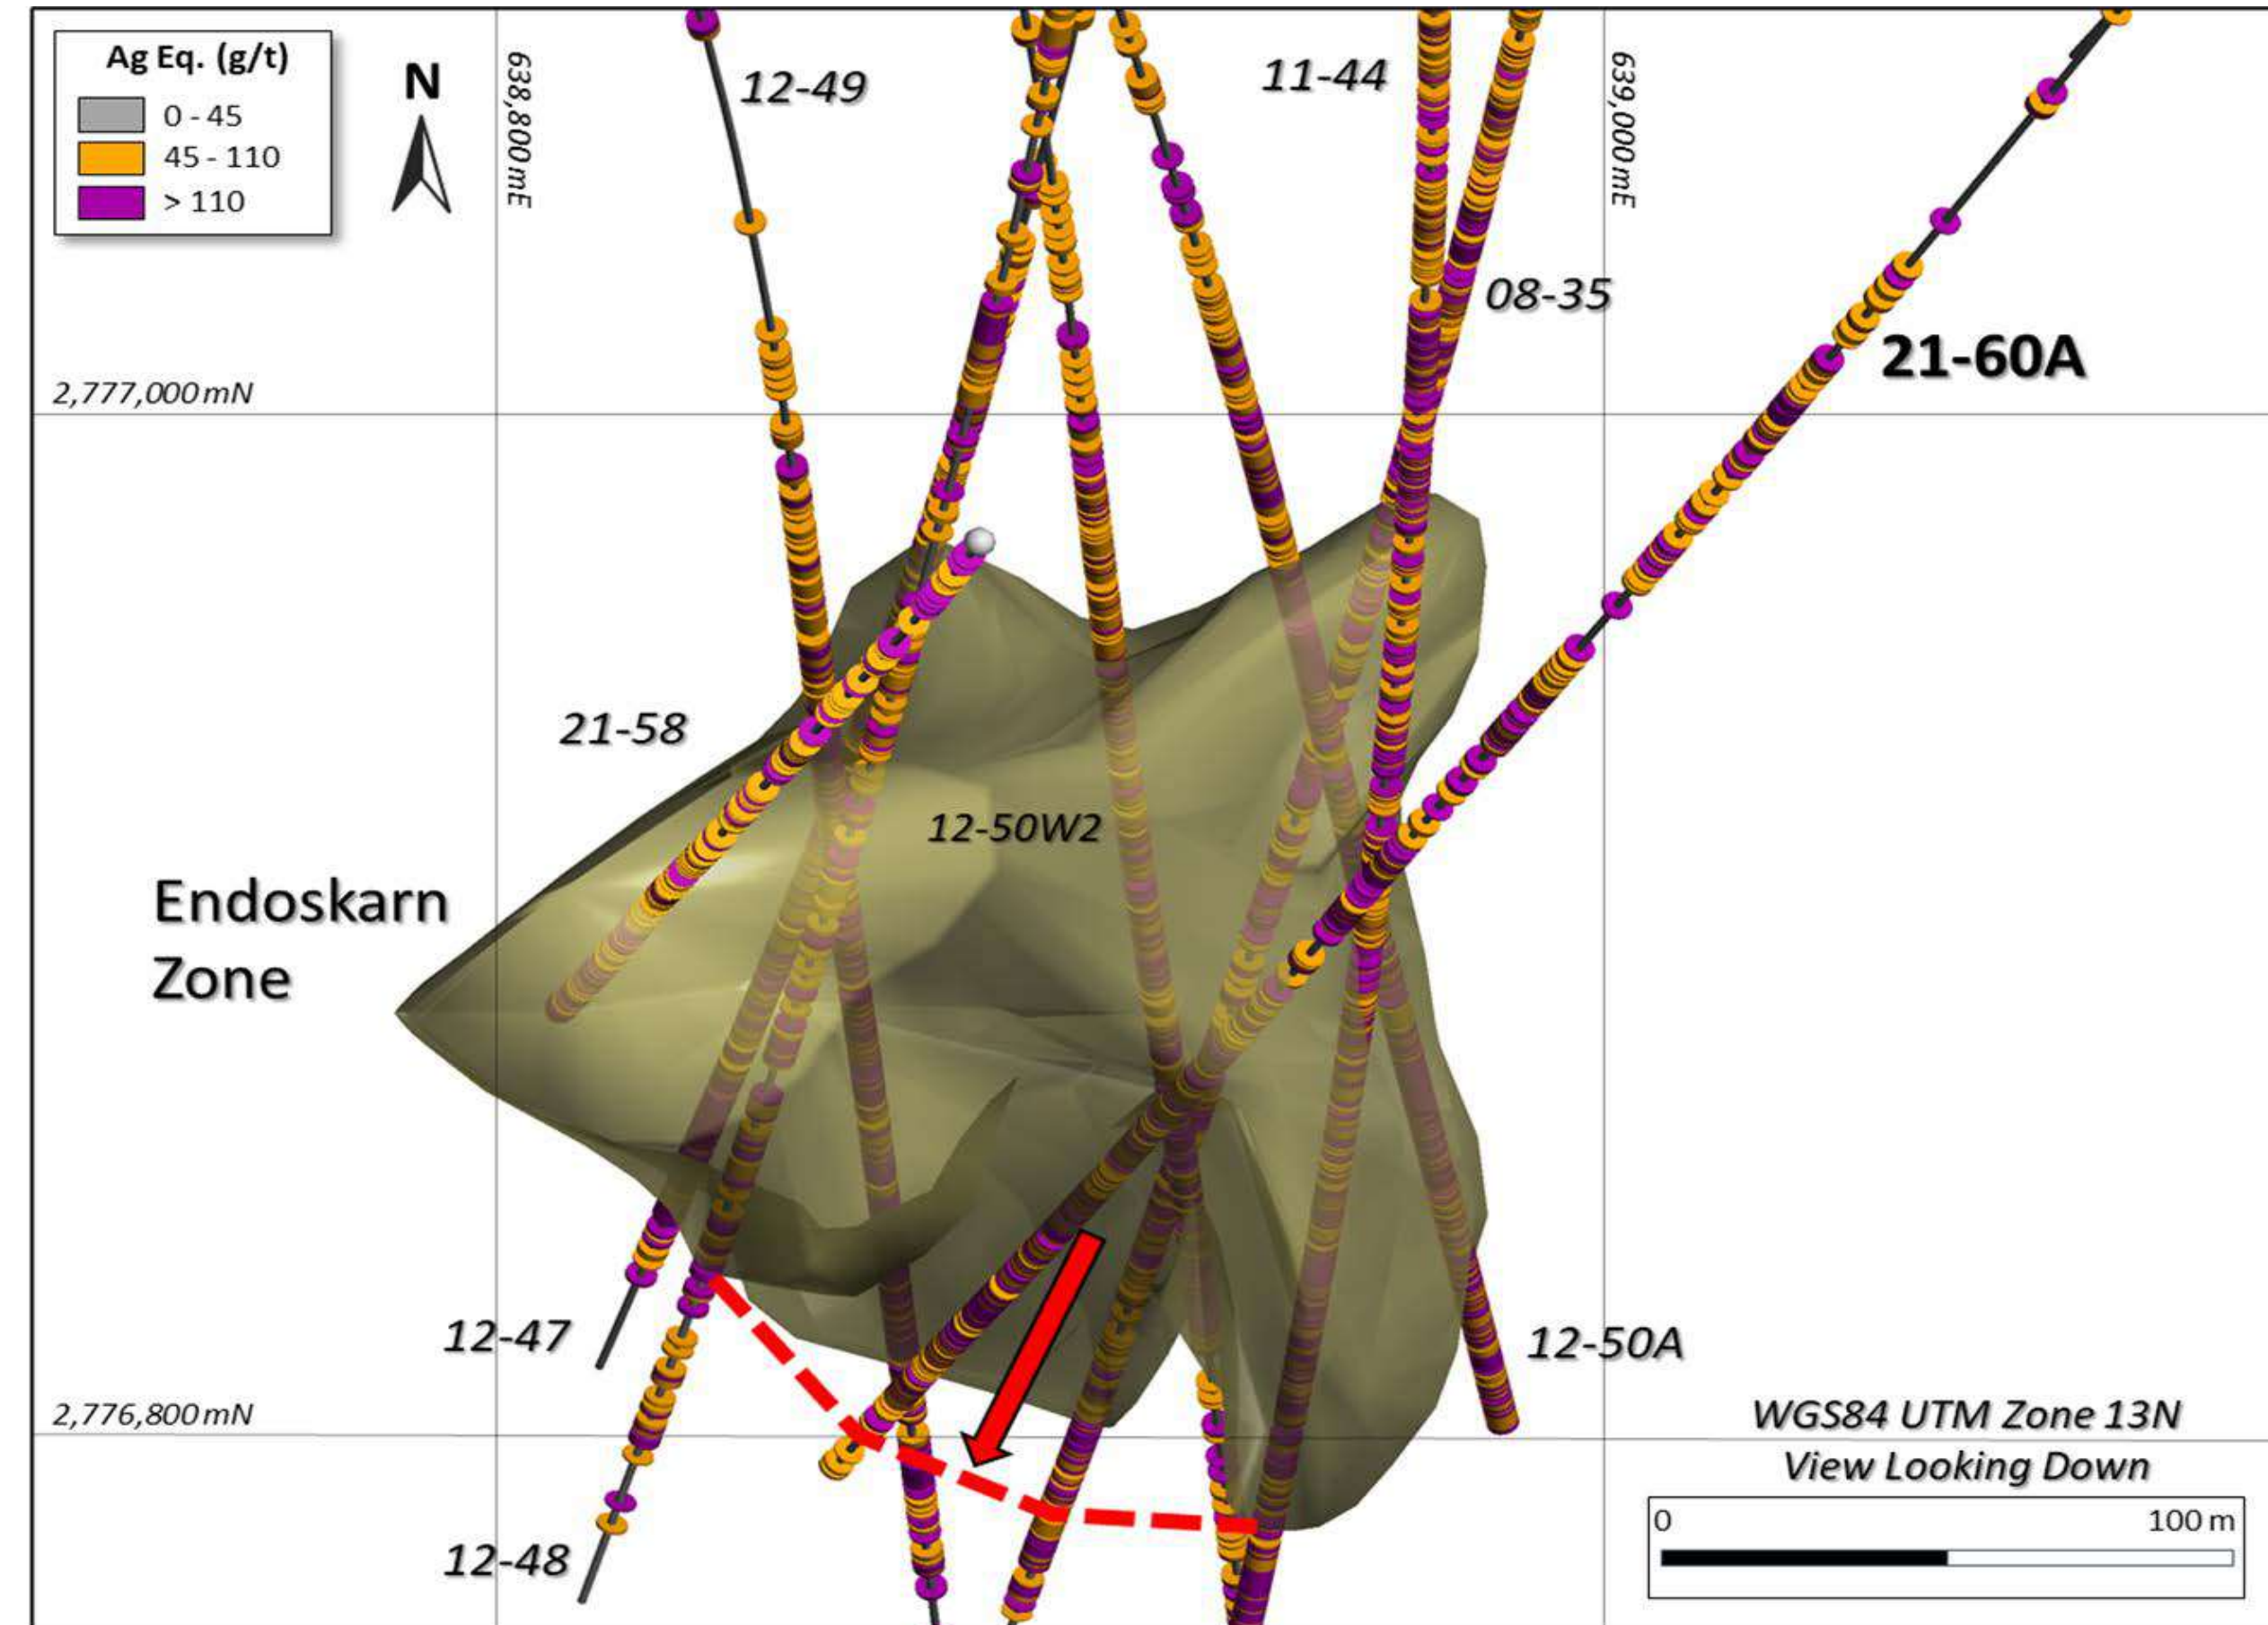 Ag Eq. (g/t)
0 - 45
45 - 110
> 110
N
638,800 mE
12-49
11-44
639,000 mE
08-35
21-60A
2,777,000 mN
21-58
12-50W2
Endoskarn
Zone
12-47
12-50A
2,776,800 mN
WGS84 UTM Zone 13N
View Looking Down
0
100 m
12-48